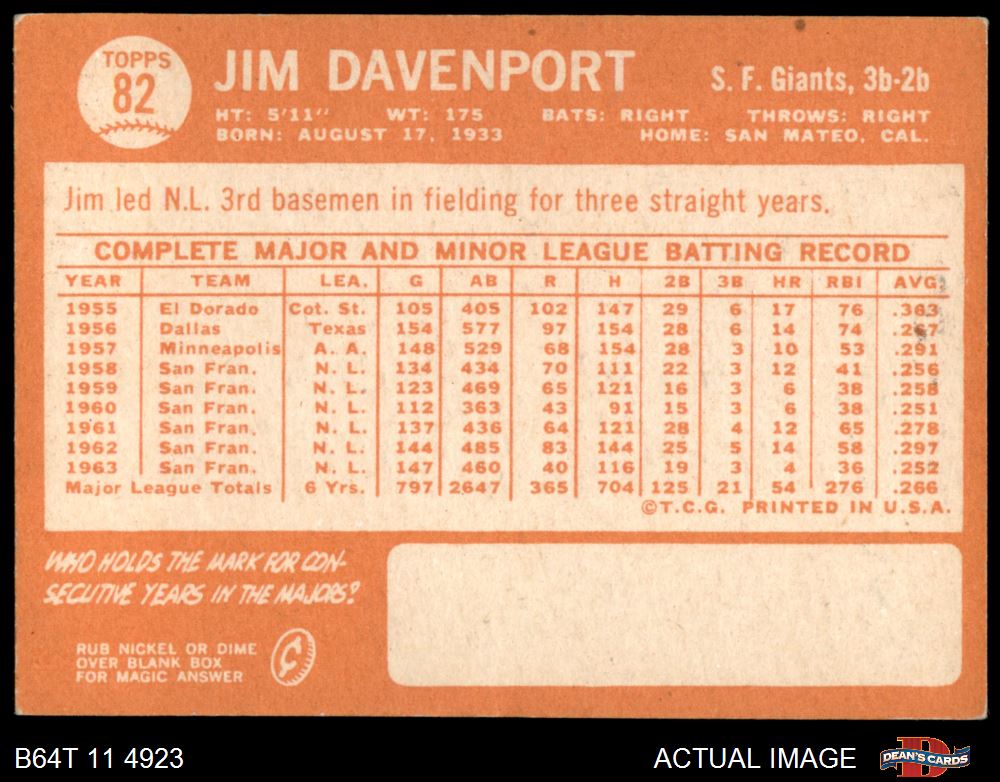 TOPPS
82
JIM DAVENPORT
S. F. Giants, 3b-2b
HT: 5'11" WT: 175 BATS: RIGHT THROWS: RIGHT
BORN: AUGUST 17, 1933 HOME: SAN MATEO, CAL.
Jim led N.L. 3rd basemen in fielding for three straight years.
COMPLETE MAJOR AND MINOR LEAGUE BATTING RECORD
YEAR TEAM LEA. G AB R H 2B 3B HR RBI AVG.
1955 El Dorado Cot. St. 105 405 102 147 29 6 17 76 .363
1956 Dallas Texas 154 577 97 154 28 6 14 74 .267
1957 Minneapolis A. A. 148 529 68 154 28 3 10 53 .291
1958 San Fran. N. L. 134 434 70 111 22 3 12 41 .256
1959 San Fran. N. L. 123 469 65 121 16 3 6 38 .258
1960 San Fran. N. L. 112 363 43 91 15 3 6 38 .251
1961 San Fran. N. L. 137 436 64 121 28 4 12 65 .278
1962 San Fran. N. L. 144 485 83 144 25 5 14 58 .297
1963 San Fran. N. L. 147 460 40 116 19 3 4 36 .252
Major League Totals 6 Yrs. 797 2647 365 704 125 21 54 276 .266
©T.C.G. PRINTED IN U.S.A.
WHO HOLDS THE MARK FOR CON-
SECUTIVE YEARS IN THE MAJORS?
RUB NICKEL OR DIME
OVER BLANK BOX
FOR MAGIC ANSWER
¢
B64T 11 4923
ACTUAL IMAGE
D
DEAN'S CARDS